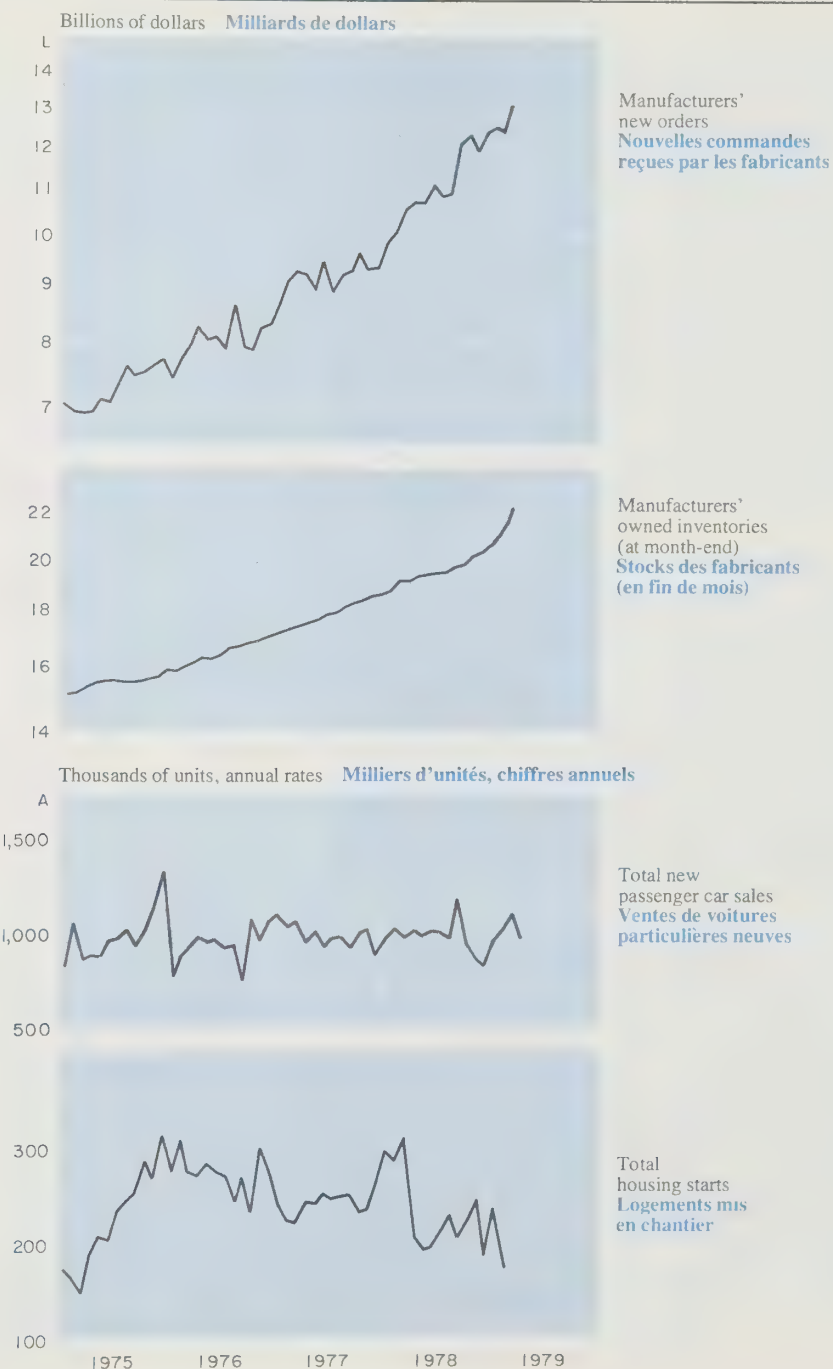 Billions of dollars Milliards de dollars
L
14
13
12
11
10
9
8
7
Manufacturers'
new orders
Nouvelles commandes
reçues par les fabricants
22
20
18
16
14
Manufacturers'
owned inventories
(at month-end)
Stocks des fabricants
(en fin de mois)
Thousands of units, annual rates Milliers d'unités, chiffres annuels
A
1,500
1,000
500
Total new
passenger car sales
Ventes de voitures
particulières neuves
300
200
100
Total
housing starts
Logements mis
en chantier
1975 1976 1977 1978 1979